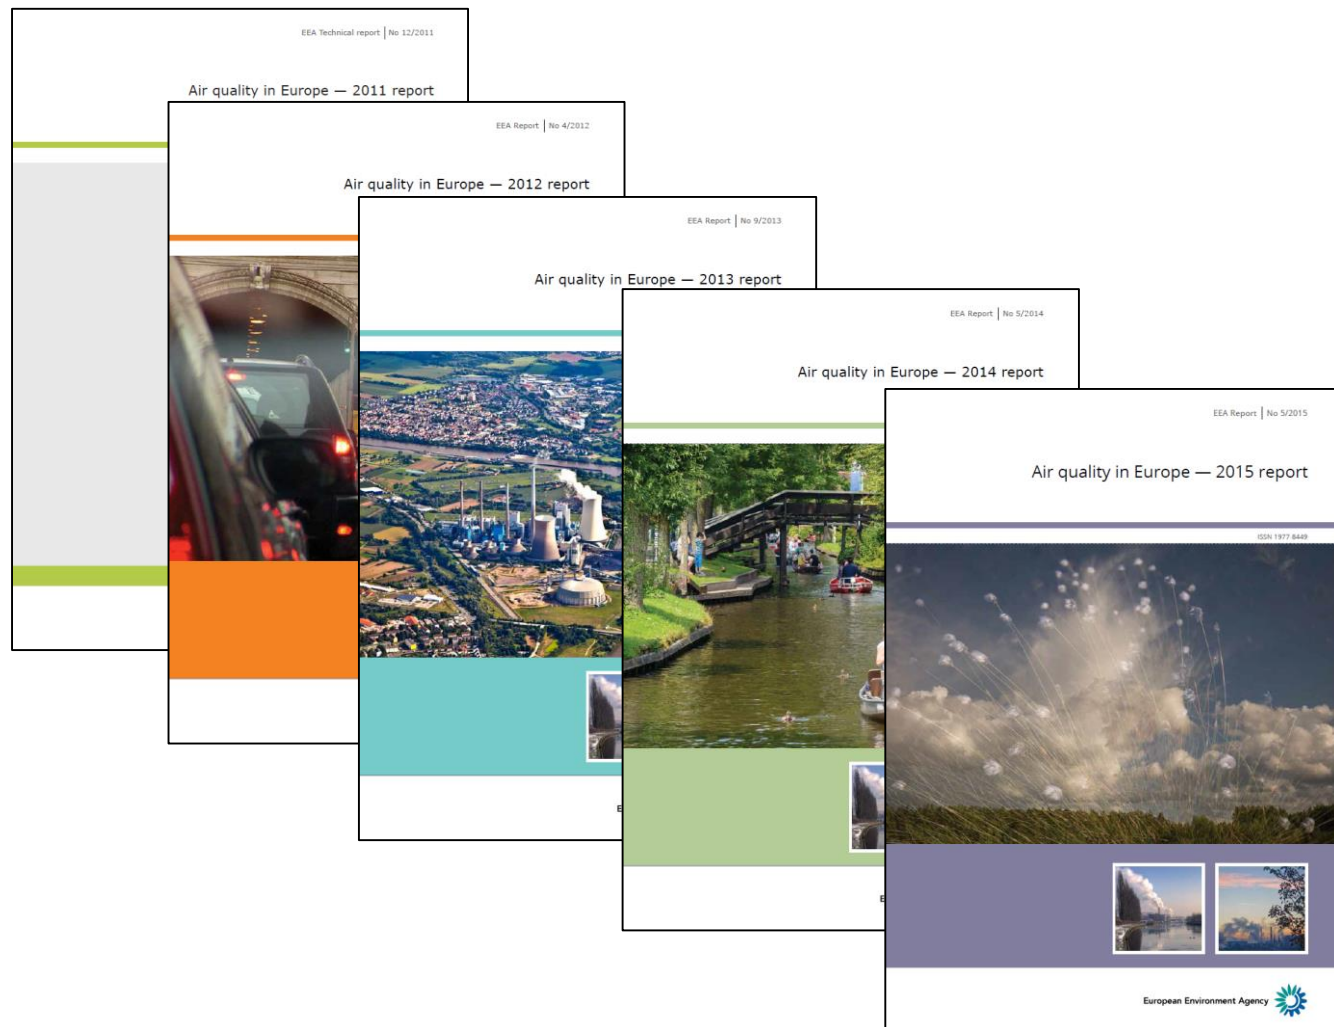 EEA Technical report | No 12/2011
Air quality in Europe — 2011 report
EEA Report | No 4/2012
Air quality in Europe — 2012 report
EEA Report | No 9/2013
Air quality in Europe — 2013 report
EEA Report | No 5/2014
Air quality in Europe — 2014 report
EEA Report | No 5/2015
Air quality in Europe — 2015 report
ISSN 1977-8449
E
E
European Environment Agency